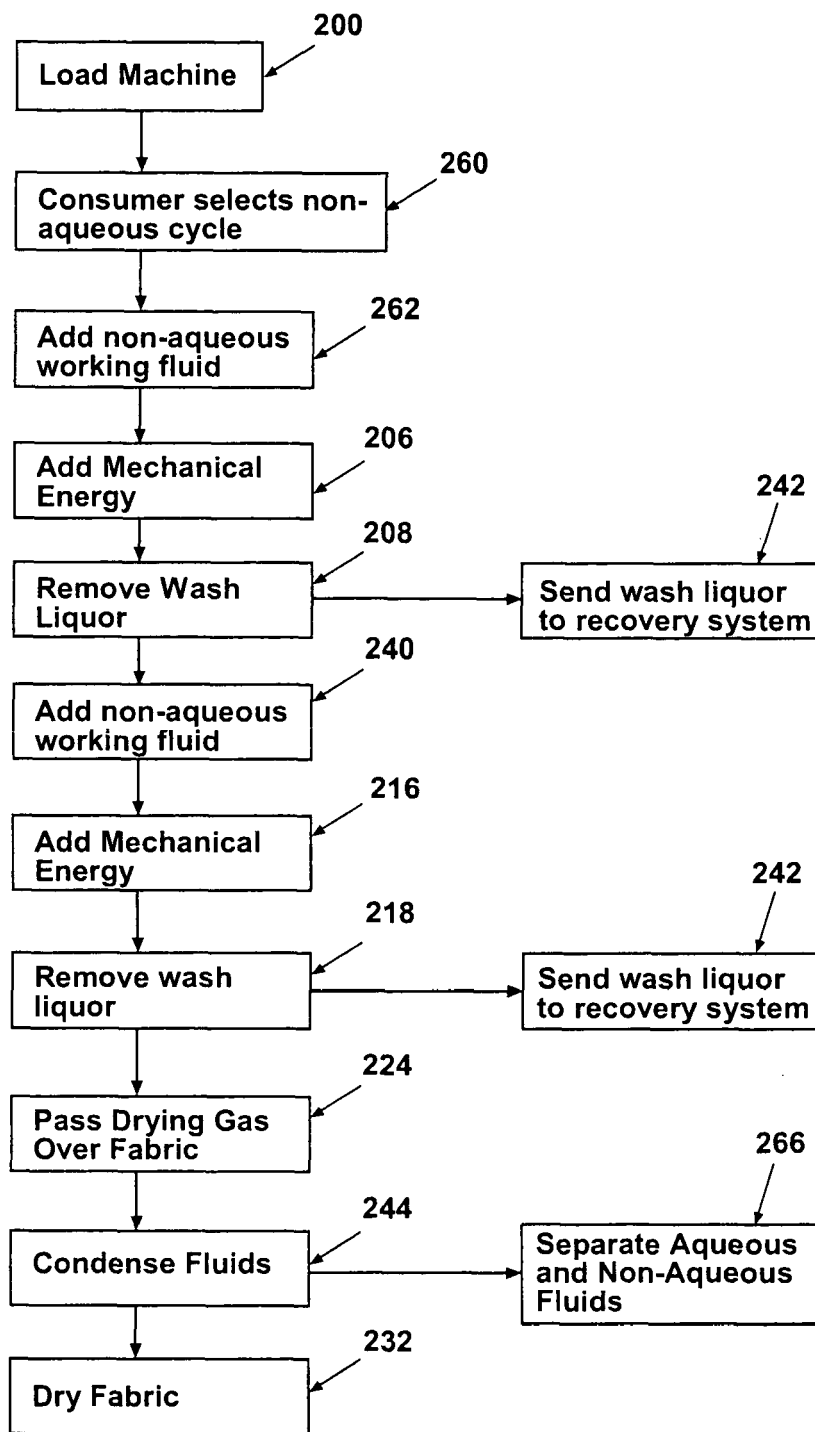 200
Load Machine
260
Consumer selects non-
aqueous cycle
262
Add non-aqueous
working fluid
206
Add Mechanical
Energy
242
208
Remove Wash
Liquor
Send wash liquor
to recovery system
240
Add non-aqueous
working fluid
216
Add Mechanical
Energy
242
218
Remove wash
liquor
Send wash liquor
to recovery system
224
Pass Drying Gas
Over Fabric
266
244
Condense Fluids
Separate Aqueous
and Non-Aqueous
Fluids
232
Dry Fabric